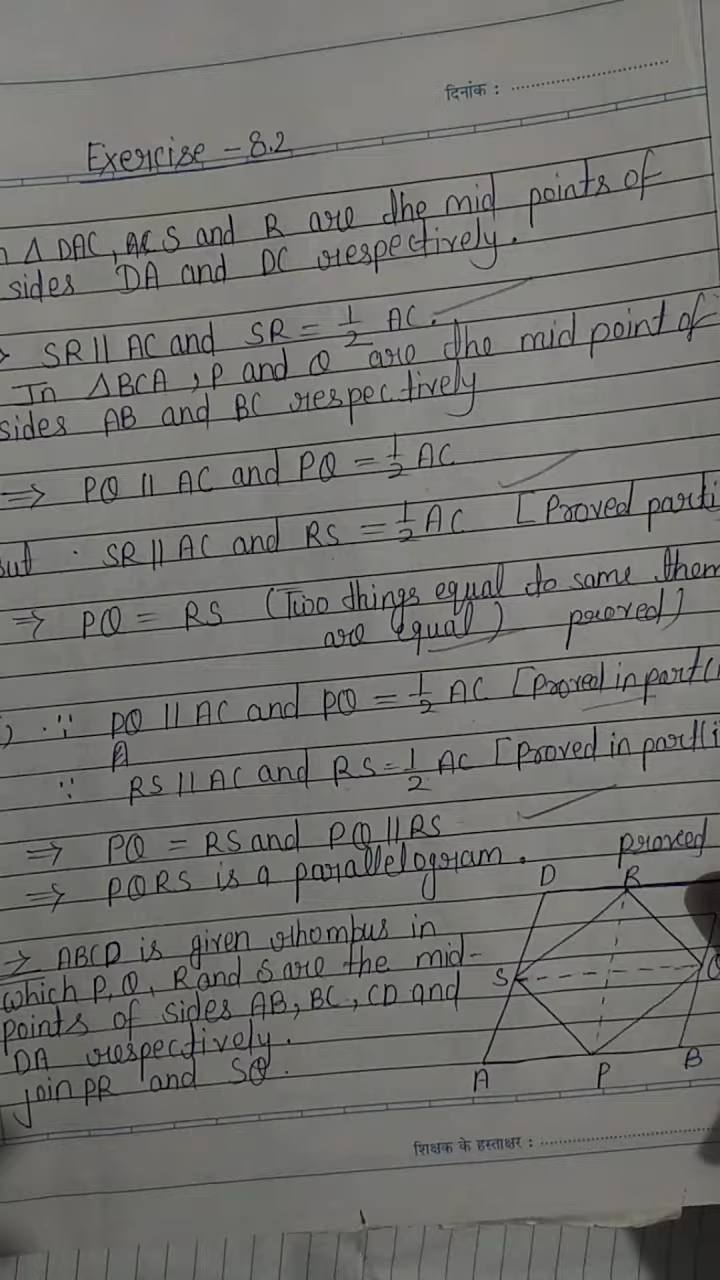 दिनांक :
Exercise - 8.2
Δ DAC, S and R are the mid points of
sides DA and DC respectively.
SR || AC and SR = 1/2 AC.
In ΔBCA, P and Q are the mid point of
sides AB and BC respectively
⇒ PQ || AC and PQ = 1/2 AC
But SR || AC and RS = 1/2 AC [Proved parti
⇒ PQ = RS (Two things equal to same them
are equal) proved]
) ∵ PQ || AC and PQ = 1/2 AC [Proved in part (i
∵ RS || AC and RS = 1/2 AC [Proved in part (i
⇒ PQ = RS and PQ || RS
⇒ PQRS is a parallelogram. proved
D R
→ ABCD is given rhombus in
which P, Q, R and S are the mid-
points of sides AB, BC, CD and
DA respectively.
join PR and SQ.
S Q
A P B
शिक्षक के हस्ताक्षर :